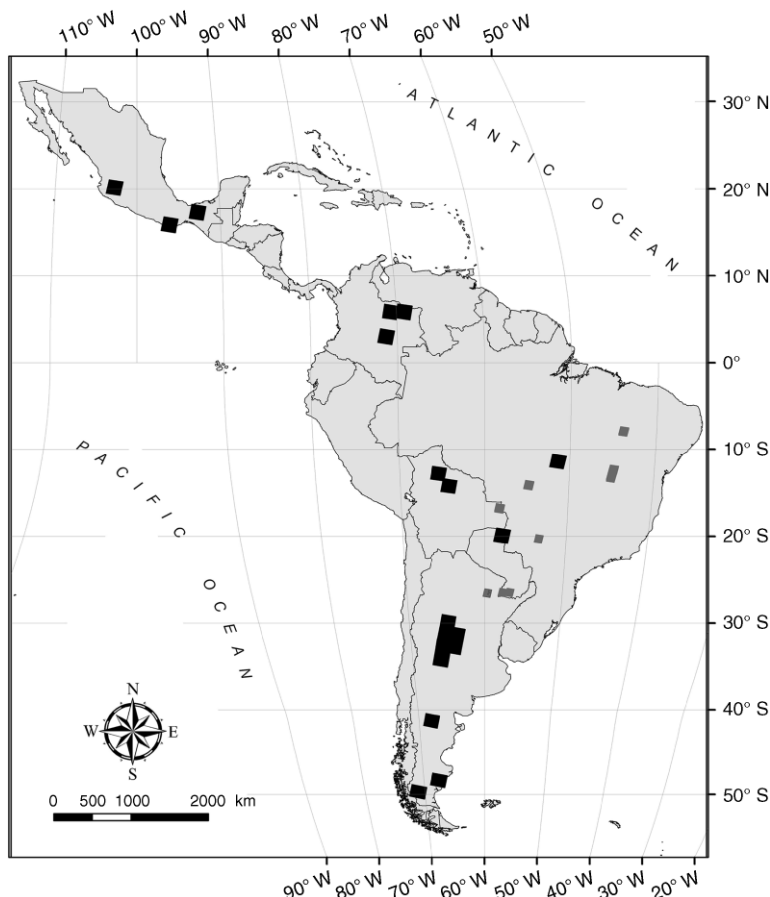 110° W 100° W 90° W 80° W 70° W 60° W 50° W
30° N
ATLANTIC OCEAN
20° N
10° N
0°
10° S
PACIFIC OCEAN
20° S
30° S
40° S
50° S
N
W E
S
0 500 1000 2000 km
90° W 80° W 70° W 60° W 50° W 40° W 30° W 20° W